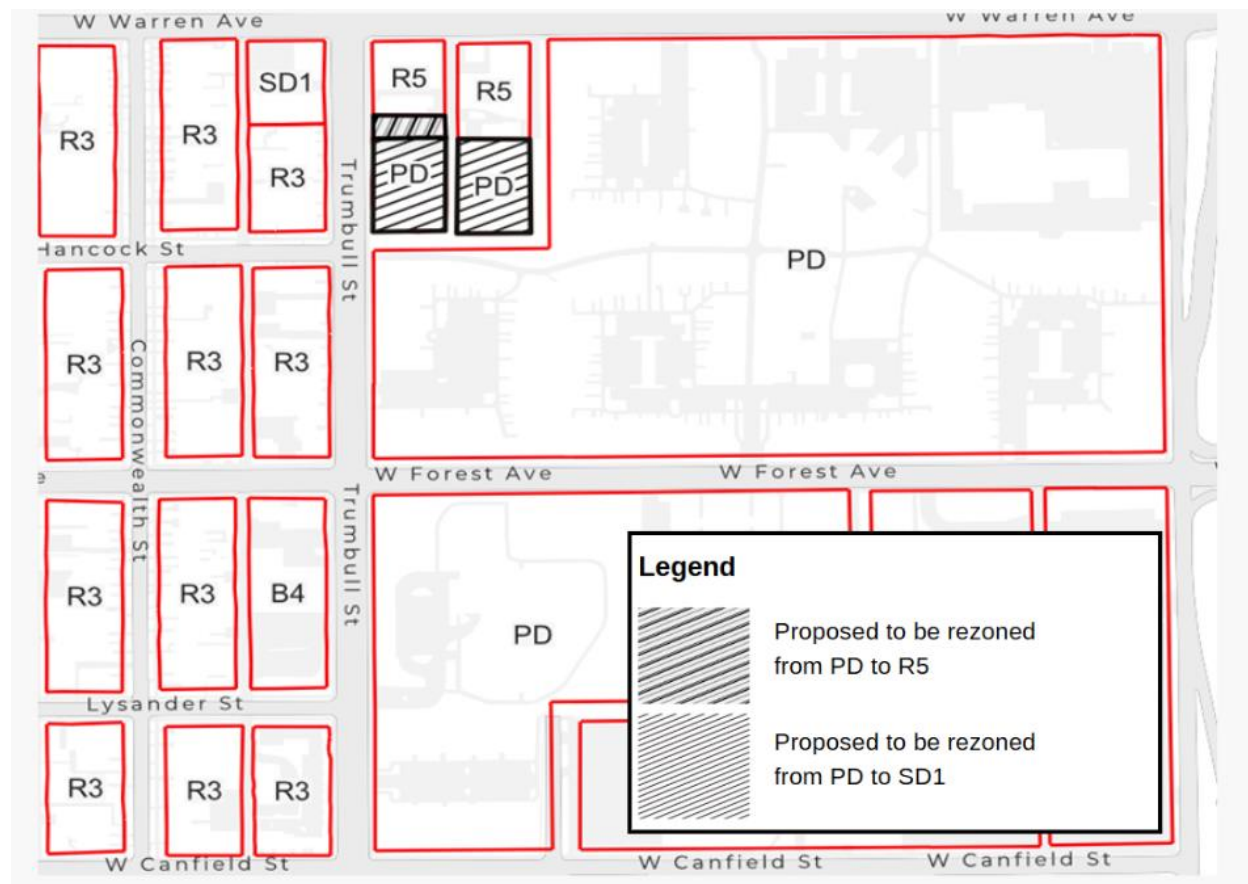 W Warren Ave
W Warren Ave
SD1
R5
R5
R3
R3
R3
PD
PD
Trumbull St
Hancock St
PD
R3
R3
R3
Commonwealth St
W Forest Ave
W Forest Ave
Trumbull St
R3
R3
B4
PD
Legend
Proposed to be rezoned
from PD to R5
Proposed to be rezoned
from PD to SD1
Lysander St
R3
R3
R3
W Canfield St
W Canfield St
W Canfield St